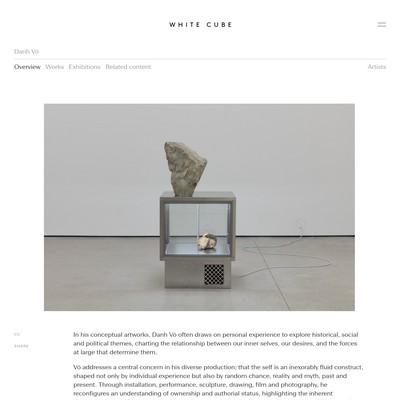 WHITE CUBE
Danh Vō
Overview Works Exhibitions Related content Artists
CV
SHARE
In his conceptual artworks, Danh Vō often draws on personal experience to explore historical, social
and political themes, charting the relationship between our inner selves, our desires, and the forces
at large that determine them.
Vō addresses a central concern in his diverse production; that the self is an inexorably fluid construct,
shaped not only by individual experience but also by random chance, reality and myth, past and
present. Through installation, performance, sculpture, drawing, film and photography, he
reconfigures an understanding of ownership and authorial status, highlighting the inherent